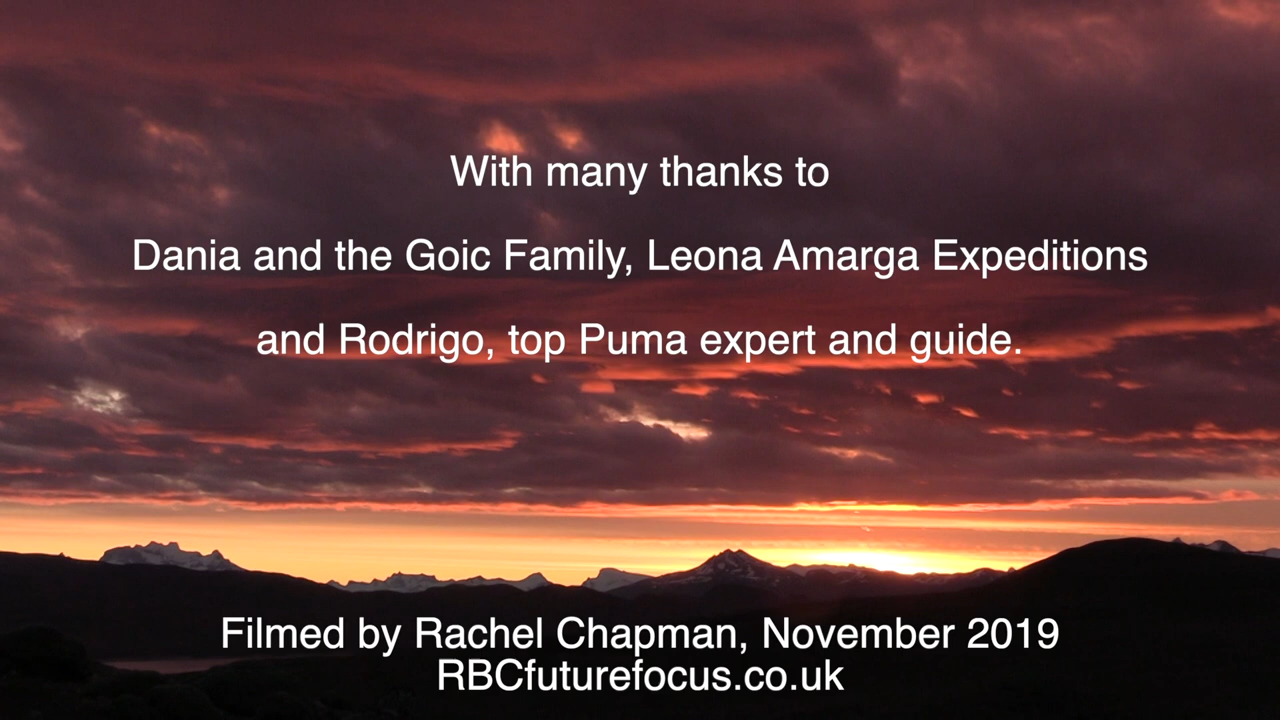 With many thanks to
Dania and the Goic Family, Leona Amarga Expeditions
and Rodrigo, top Puma expert and guide.
Filmed by Rachel Chapman, November 2019
RBCfuturefocus.co.uk